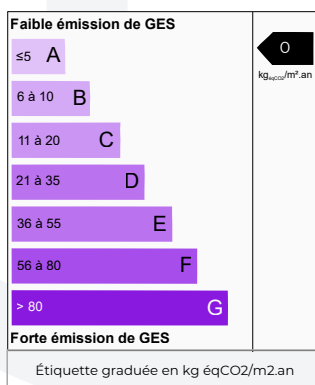 Faible émission de GES
≤5 A
6 à 10 B
11 à 20 C
21 à 35 D
36 à 55 E
56 à 80 F
> 80 G
Forte émission de GES
0
kgéqCO2/m².an
Étiquette graduée en kg éqCO2/m2.an